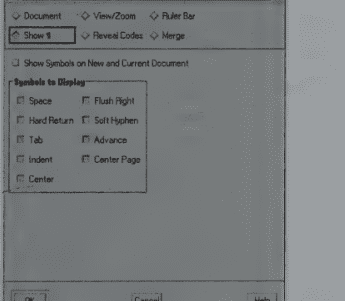 Document View/Zoom Ruler Bar
Show ¶ Reveal Codes Merge
Show Symbols on New and Current Document
Symbols to Display
Space Flush Right
Hard Return Soft Hyphen
Tab Advance
Indent Center Page
Center
OK Cancel Help